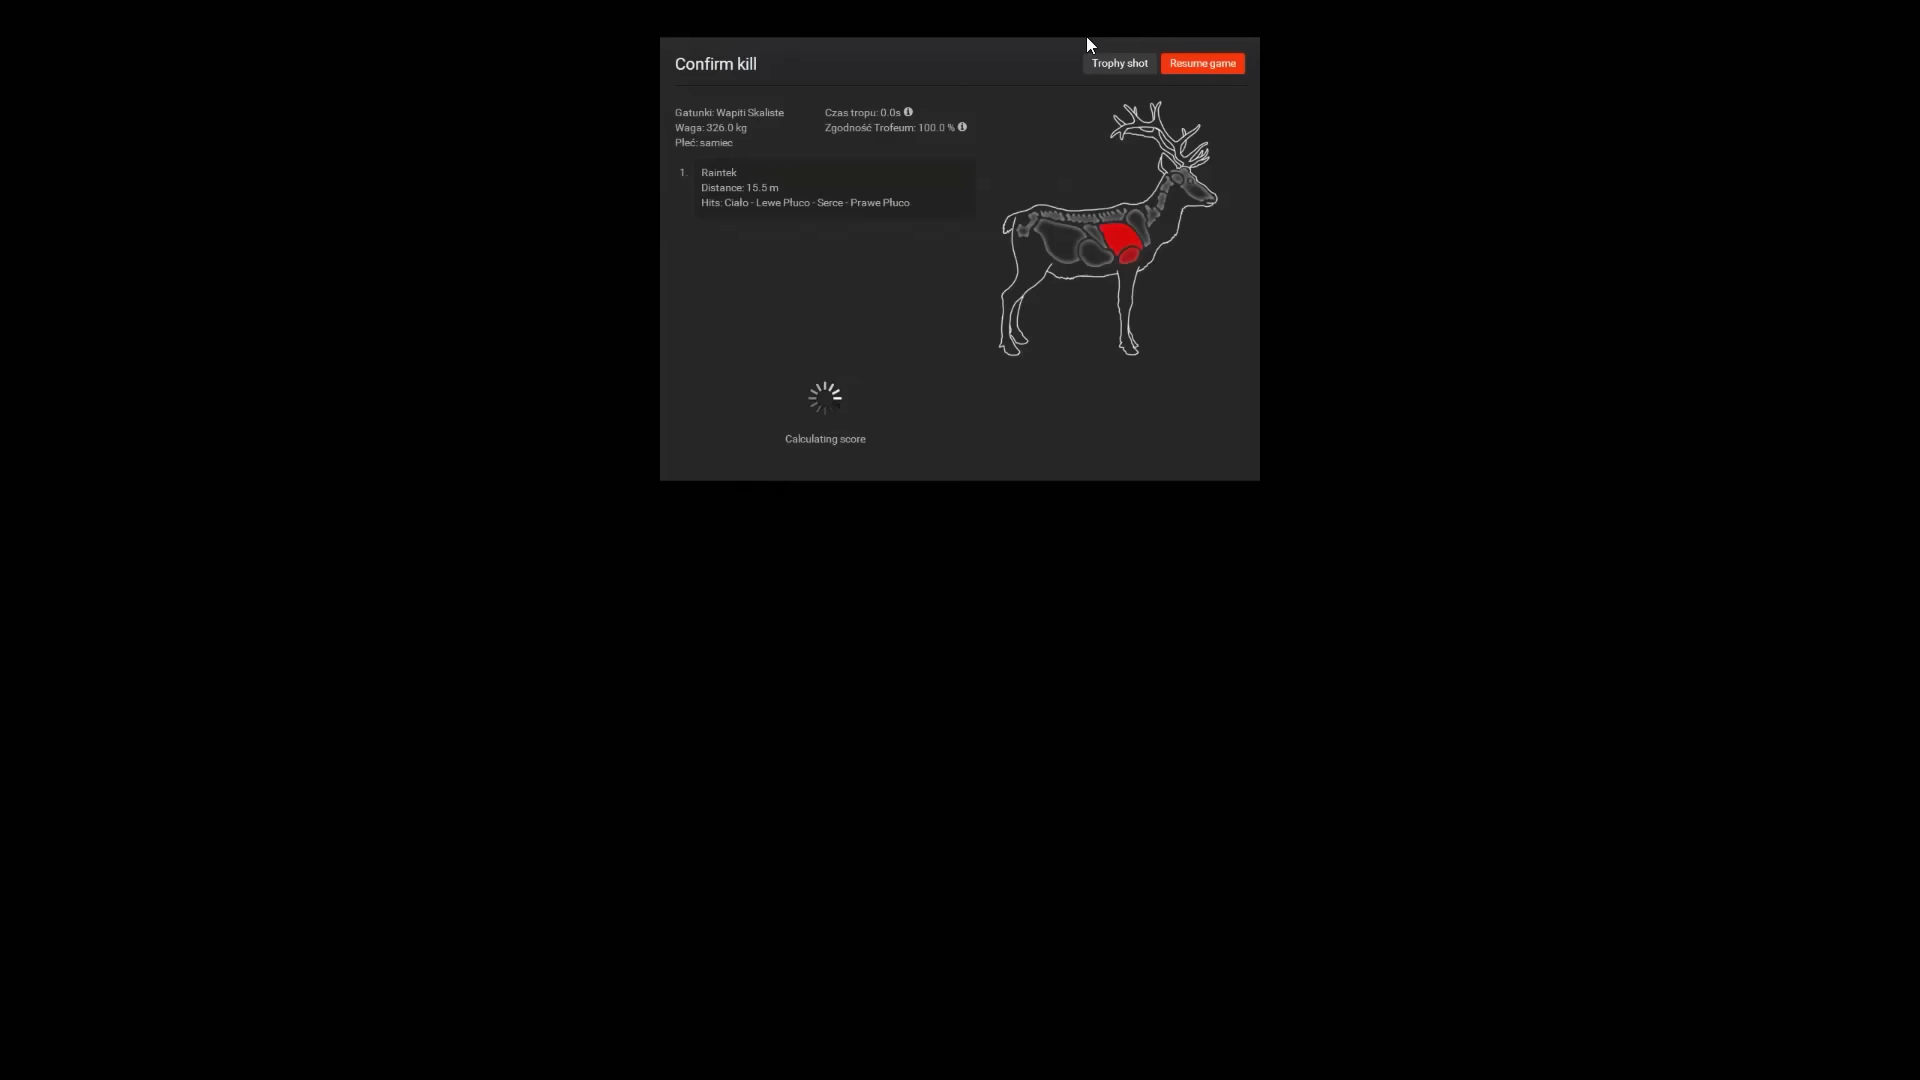 Confirm kill
Trophy shot
Resume game
Gatunki: Wapiti Skaliste
Waga: 326.0 kg
Płeć: samiec
Czas tropu: 0.0s
Zgodność Trofeum: 100.0 %
1.
Raintek
Distance: 15.5 m
Hits: Ciało - Lewe Płuco - Serce - Prawe Płuco
Calculating score